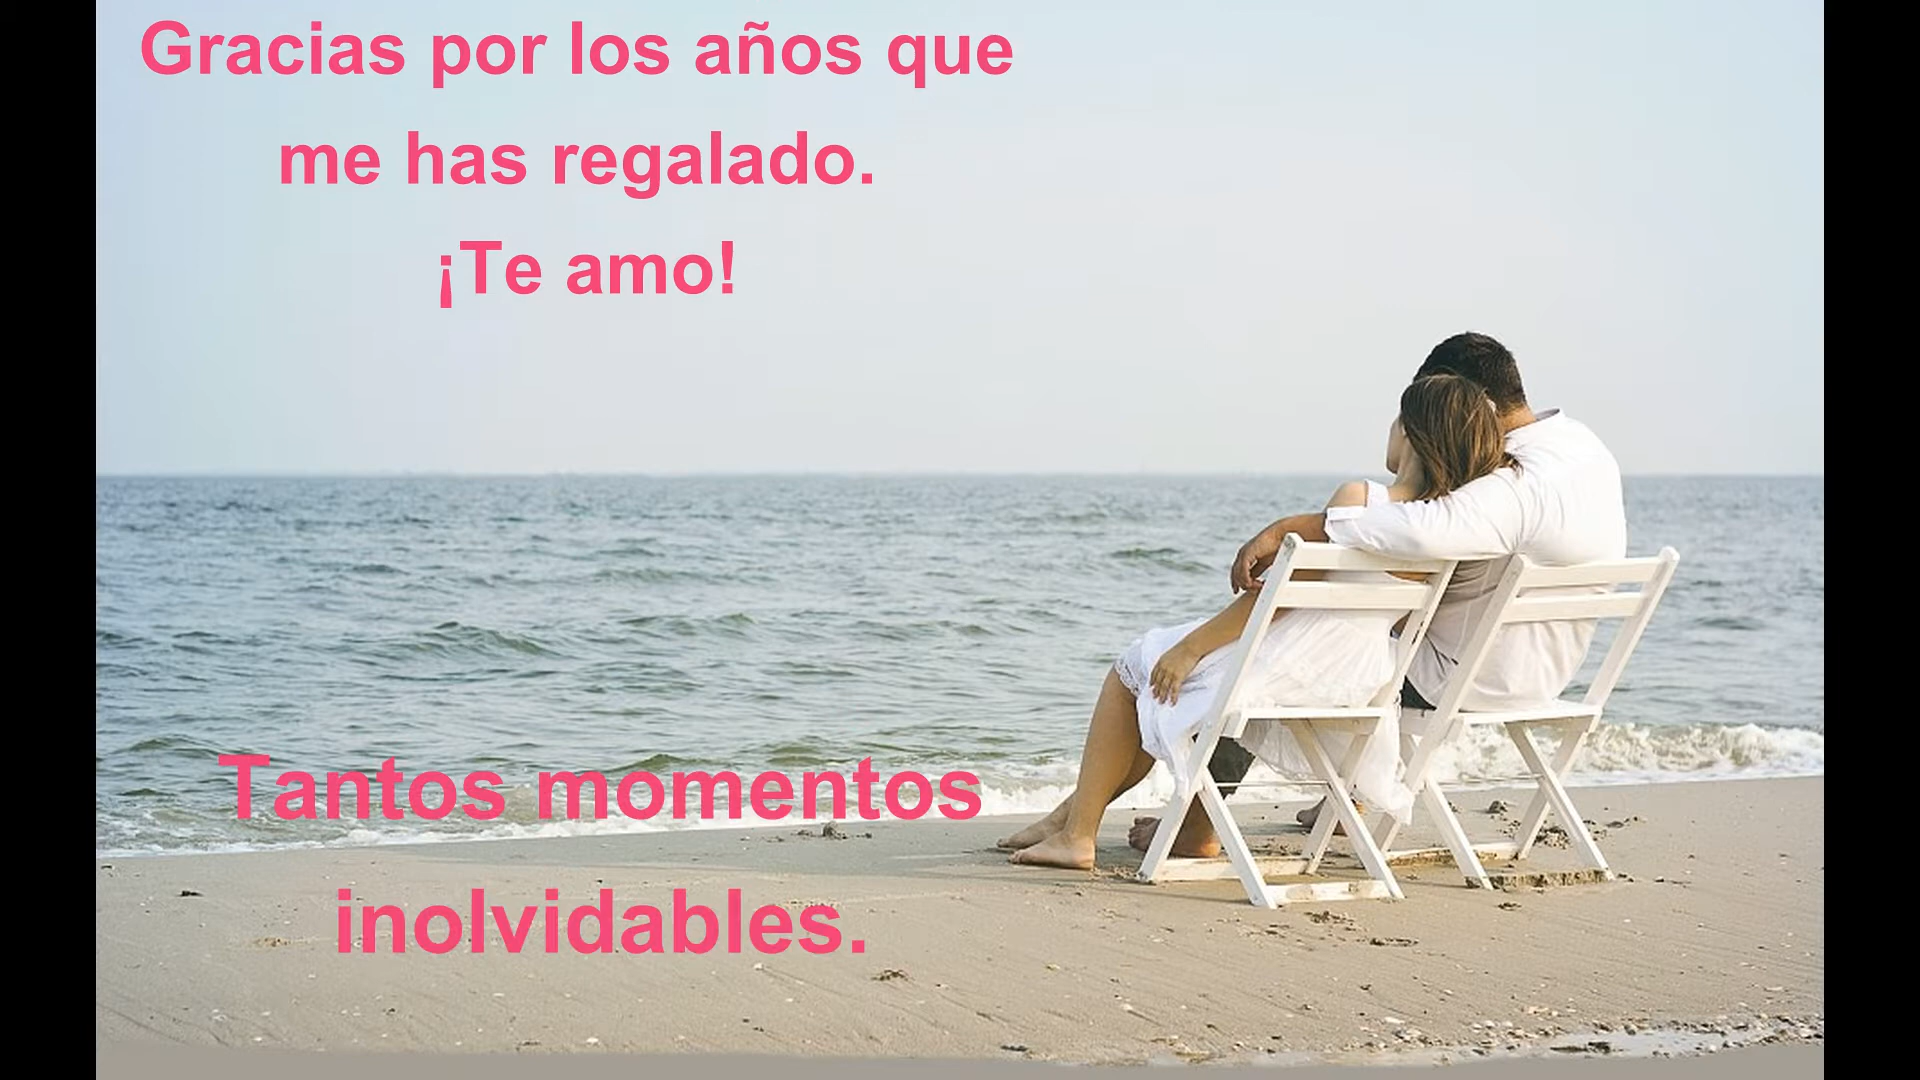 Gracias por los años que
me has regalado.
¡Te amo!
Tantos momentos
inolvidables.